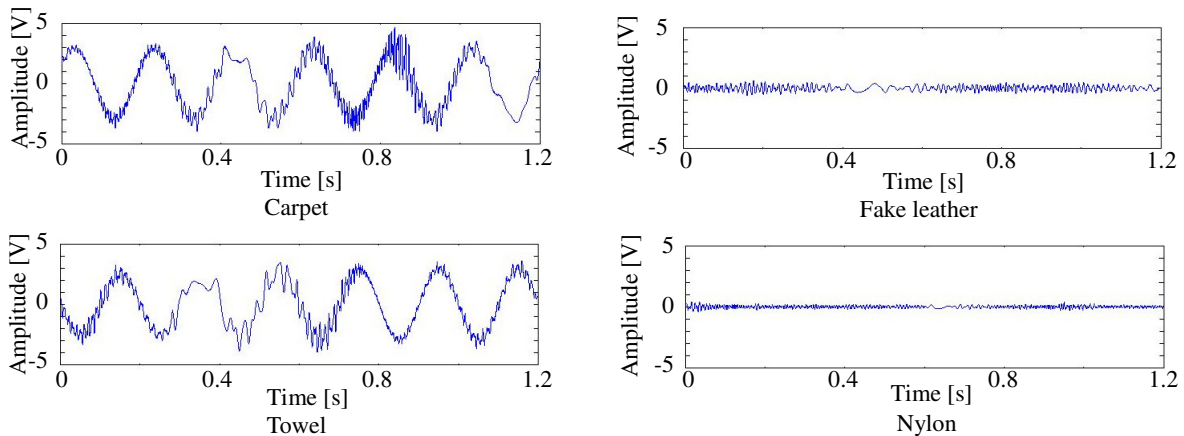 Amplitude [V]
5
0
-5
0 0.4 0.8 1.2
Time [s]
Carpet
Amplitude [V]
5
0
-5
0 0.4 0.8 1.2
Time [s]
Fake leather
Amplitude [V]
5
0
-5
0 0.4 0.8 1.2
Time [s]
Towel
Amplitude [V]
5
0
-5
0 0.4 0.8 1.2
Time [s]
Nylon